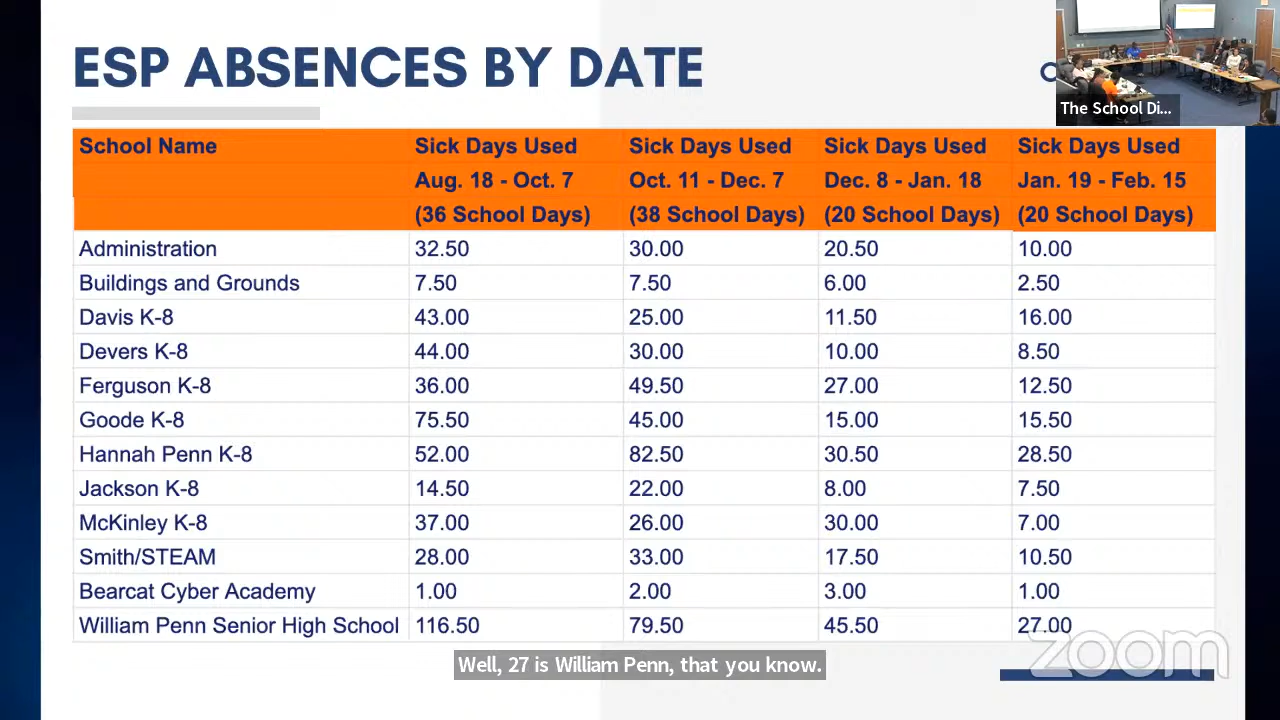 ESP ABSENCES BY DATE
The School Di...
School Name Sick Days Used Sick Days Used Sick Days Used Sick Days Used
Aug. 18 - Oct. 7 Oct. 11 - Dec. 7 Dec. 8 - Jan. 18 Jan. 19 - Feb. 15
(36 School Days) (38 School Days) (20 School Days) (20 School Days)
Administration 32.50 30.00 20.50 10.00
Buildings and Grounds 7.50 7.50 6.00 2.50
Davis K-8 43.00 25.00 11.50 16.00
Devers K-8 44.00 30.00 10.00 8.50
Ferguson K-8 36.00 49.50 27.00 12.50
Goode K-8 75.50 45.00 15.00 15.50
Hannah Penn K-8 52.00 82.50 30.50 28.50
Jackson K-8 14.50 22.00 8.00 7.50
McKinley K-8 37.00 26.00 30.00 7.00
Smith/STEAM 28.00 33.00 17.50 10.50
Bearcat Cyber Academy 1.00 2.00 3.00 1.00
William Penn Senior High School 116.50 79.50 45.50 27.00
zoom
Well, 27 is William Penn, that you know.